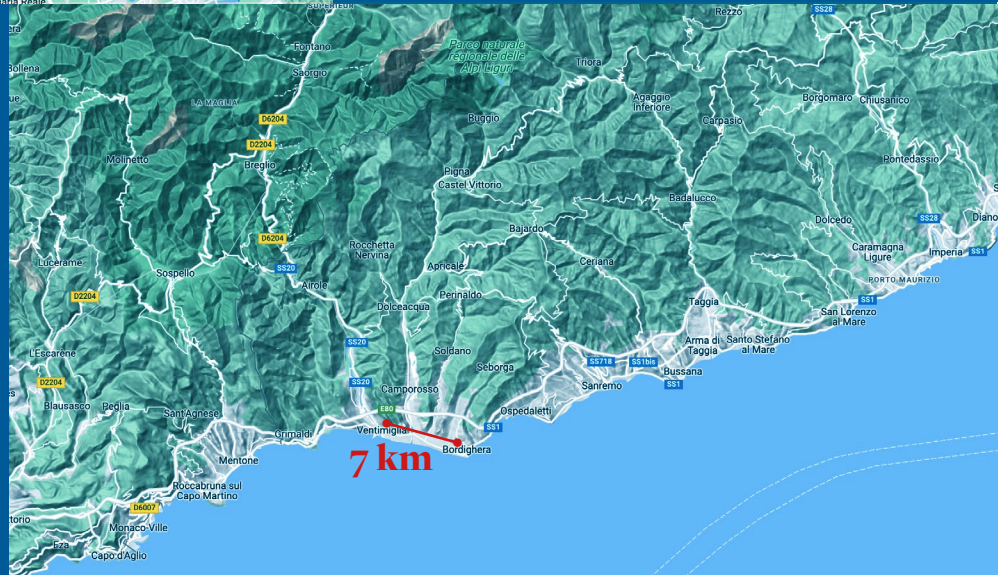 SUPERIEUR
SS28
Rezzo
Parco naturale
regionale delle
Alpi Liguri
Fontano
Saorgio
Bollena
Triora
LA MAGLIA
Agaggio
Inferiore
Borgomaro
Chiusanico
D6204
Buggio
Carpasio
D2204
Molinetto
Breglio
Pontedassio
Pigna
Castel Vittorio
Badalucco
Dolcedo
SS28
Diano
Bajardo
D6204
Rocchetta
Nervina
Caramagna
Ligure
Imperia
SS1
Lucerame
Sospello
SS20
Apricale
Ceriana
PORTO MAURIZIO
Airole
D2204
Perinaldo
Dolceacqua
Taggia
SS1
San Lorenzo
al Mare
SS20
Arma di
Taggia
Santo Stefano
al Mare
L'Escarene
Soldano
SS718
SS1bis
Seborga
Bussana
D2204
SS20
Camporosso
Sanremo
SS1
Blausasco
Peglia
Sant'Agnese
E80
Ospedaletti
Grimaldi
Ventimiglia
SS1
Bordighera
7 km
Mentone
Roccabruna sul
Capo Martino
D6007
Monaco-Ville
Eza
Capo d'Aglio